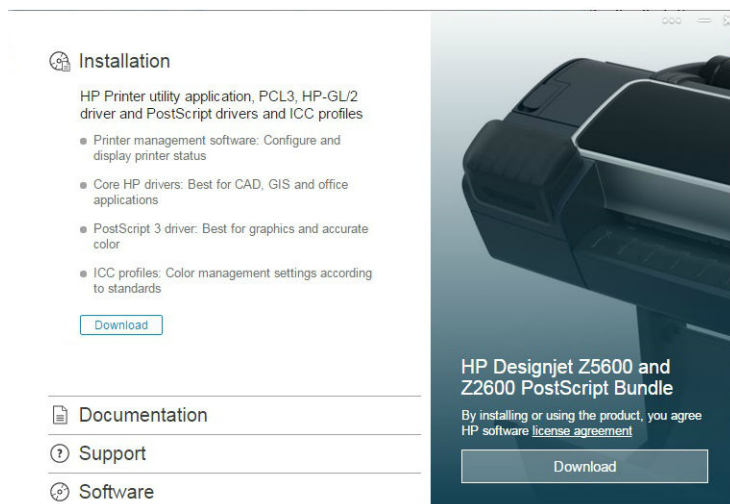 Installation
HP Printer utility application, PCL3, HP-GL/2
driver and PostScript drivers and ICC profiles
Printer management software: Configure and
display printer status
Core HP drivers: Best for CAD, GIS and office
applications
PostScript 3 driver: Best for graphics and accurate
color
ICC profiles: Color management settings according
to standards
Download
Documentation
Support
Software
HP Designjet Z5600 and
Z2600 PostScript Bundle
By installing or using the product, you agree
HP software license agreement
Download